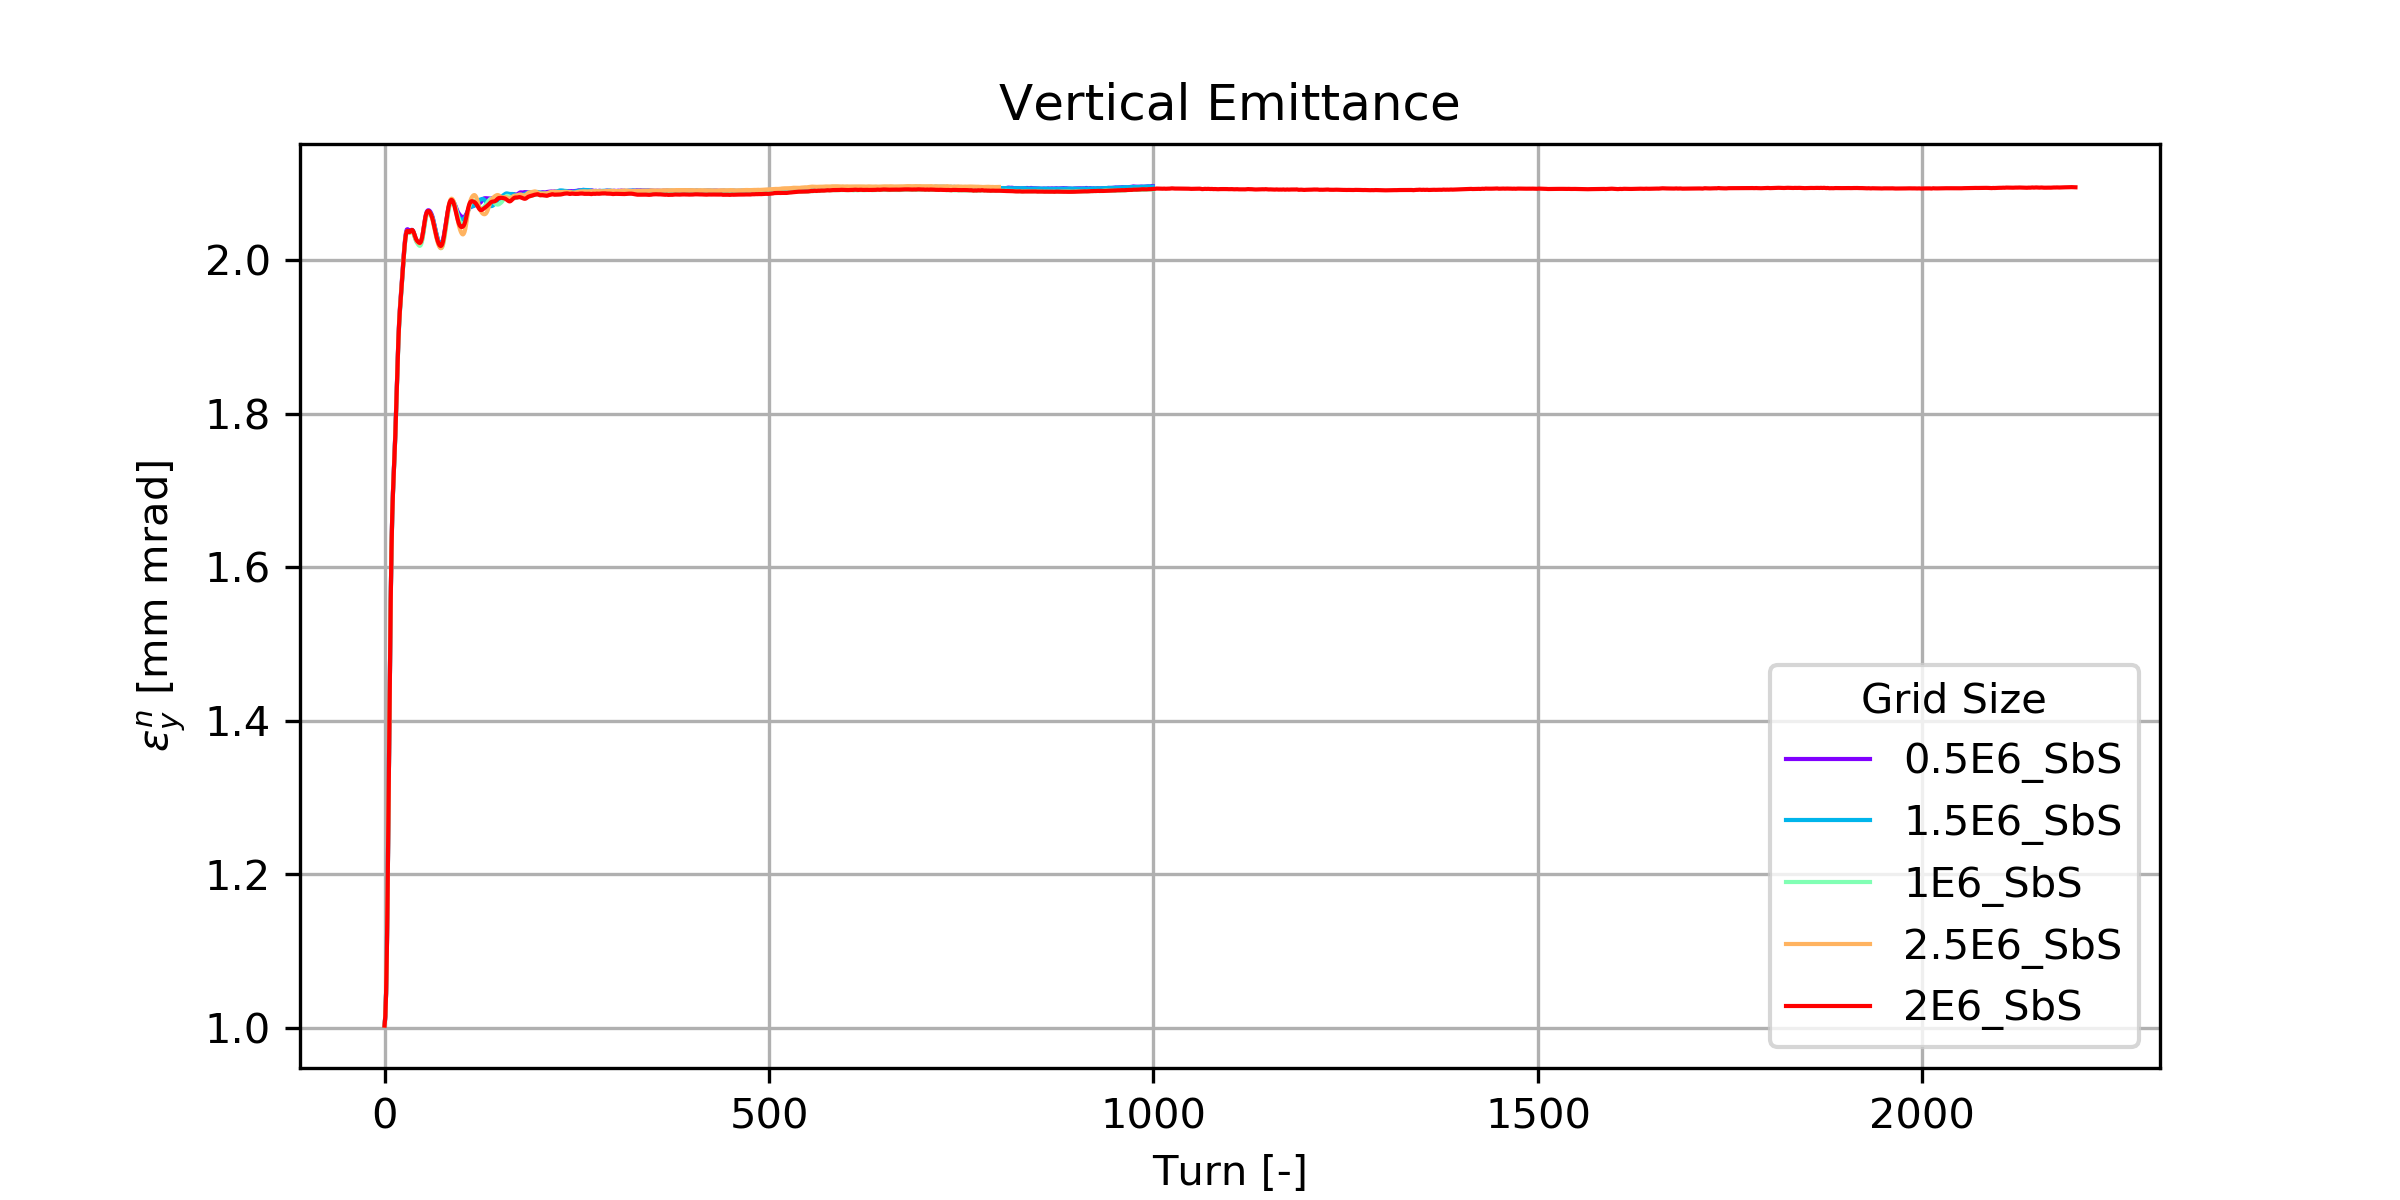 Vertical Emittance
ε_y^n [mm mrad]
2.0
1.8
1.6
1.4
1.2
1.0
0 500 1000 1500 2000
Turn [-]
Grid Size
0.5E6_SbS
1.5E6_SbS
1E6_SbS
2.5E6_SbS
2E6_SbS